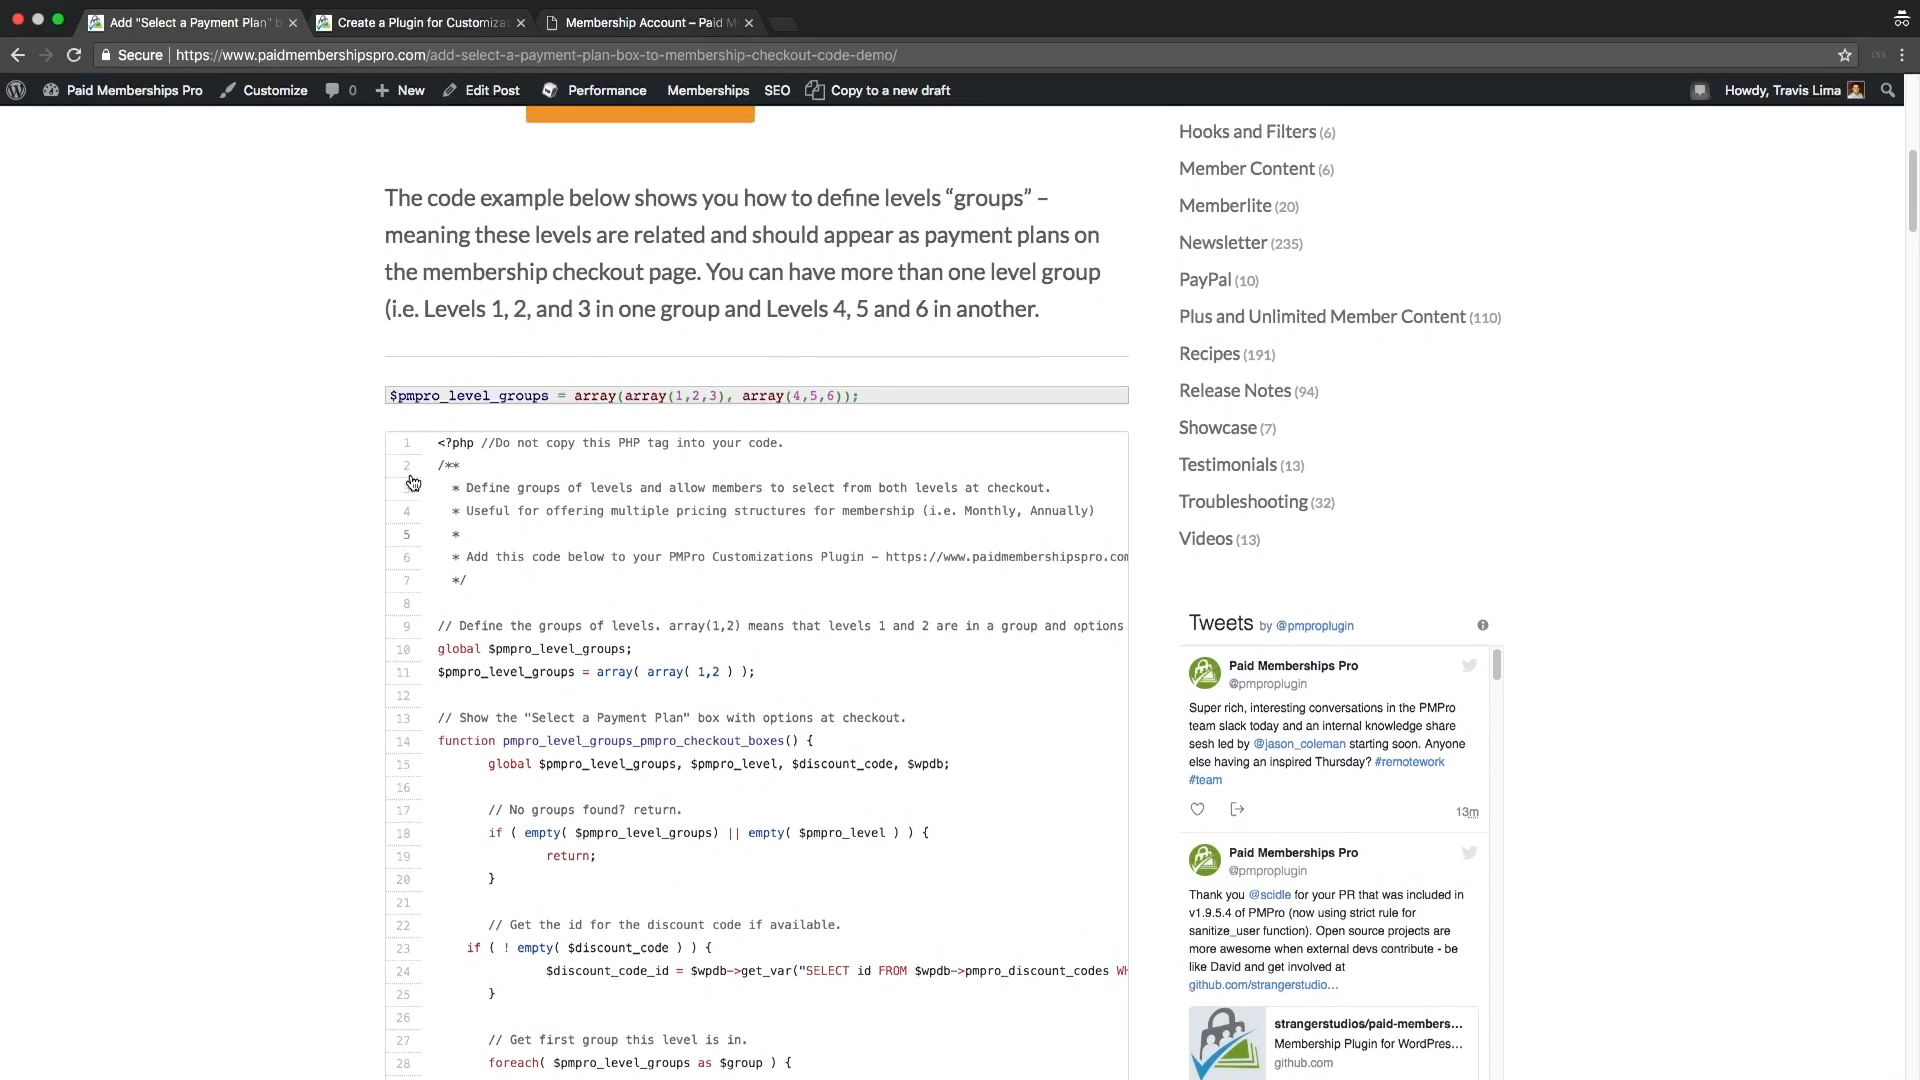 Add "Select a Payment Plan" b
Create a Plugin for Customiza
Membership Account – Paid M
Secure
https://www.paidmembershipspro.com/add-select-a-payment-plan-box-to-membership-checkout-code-demo/
Paid Memberships Pro
Customize
0
New
Edit Post
Performance
Memberships
SEO
Copy to a new draft
Howdy, Travis Lima
The code example below shows you how to define levels “groups” –
meaning these levels are related and should appear as payment plans on
the membership checkout page. You can have more than one level group
(i.e. Levels 1, 2, and 3 in one group and Levels 4, 5 and 6 in another.
$pmpro_level_groups = array(array(1,2,3), array(4,5,6));
1 <?php //Do not copy this PHP tag into your code.
2 /**
* Define groups of levels and allow members to select from both levels at checkout.
4 * Useful for offering multiple pricing structures for membership (i.e. Monthly, Annually)
5 *
6 * Add this code below to your PMPro Customizations Plugin - https://www.paidmembershipspro.com
7 */
8
9 // Define the groups of levels. array(1,2) means that levels 1 and 2 are in a group and options
10 global $pmpro_level_groups;
11 $pmpro_level_groups = array( array( 1,2 ) );
12
13 // Show the "Select a Payment Plan" box with options at checkout.
14 function pmpro_level_groups_pmpro_checkout_boxes() {
15 global $pmpro_level_groups, $pmpro_level, $discount_code, $wpdb;
16
17 // No groups found? return.
18 if ( empty( $pmpro_level_groups) || empty( $pmpro_level ) ) {
19 return;
20 }
21
22 // Get the id for the discount code if available.
23 if ( ! empty( $discount_code ) ) {
24 $discount_code_id = $wpdb->get_var("SELECT id FROM $wpdb->pmpro_discount_codes WH
25 }
26
27 // Get first group this level is in.
28 foreach( $pmpro_level_groups as $group ) {
Hooks and Filters (6)
Member Content (6)
Memberlite (20)
Newsletter (235)
PayPal (10)
Plus and Unlimited Member Content (110)
Recipes (191)
Release Notes (94)
Showcase (7)
Testimonials (13)
Troubleshooting (32)
Videos (13)
Tweets by @pmproplugin
Paid Memberships Pro
@pmproplugin
Super rich, interesting conversations in the PMPro
team slack today and an internal knowledge share
sesh led by @jason_coleman starting soon. Anyone
else having an inspired Thursday? #remotework
#team
13m
Paid Memberships Pro
@pmproplugin
Thank you @scidle for your PR that was included in
v1.9.5.4 of PMPro (now using strict rule for
sanitize_user function). Open source projects are
more awesome when external devs contribute - be
like David and get involved at
github.com/strangerstudio…
strangerstudios/paid-members...
Membership Plugin for WordPres...
github.com